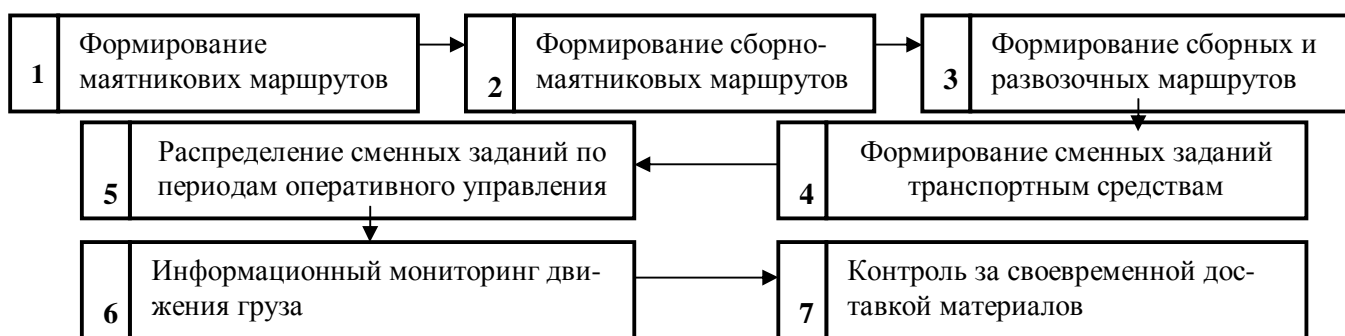 1
Формирование
маятникових маршрутов
2
Формирование сборно-
маятниковых маршрутов
3
Формирование сборных и
развозочных маршрутов
4
Формирование сменных заданий
транспортным средствам
5
Распределение сменных заданий по
периодам оперативного управления
6
Информационный мониторинг дви-
жения груза
7
Контроль за своевременной дос-
тавкой материалов